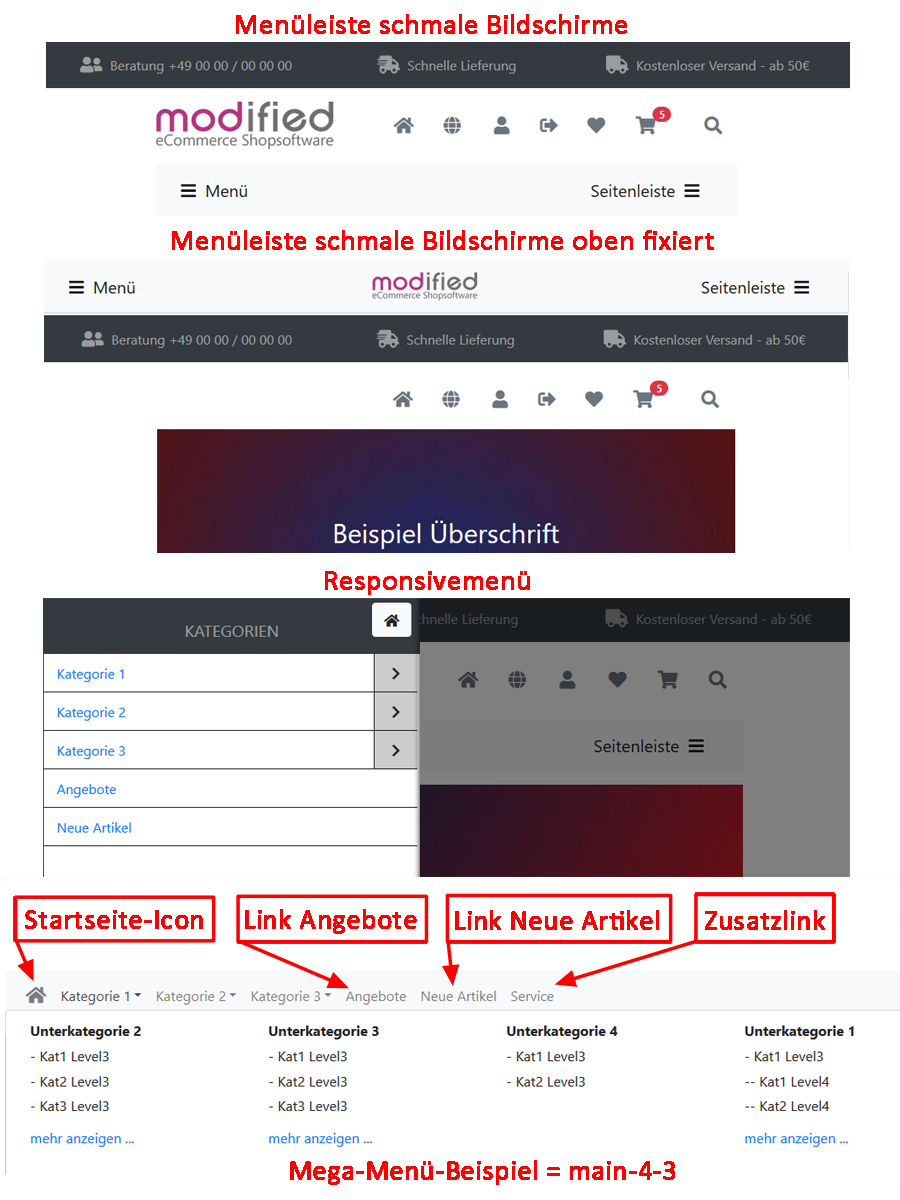 Menüleiste schmale Bildschirme
Beratung +49 00 00 / 00 00 00 Schnelle Lieferung Kostenloser Versand - ab 50€
modified
eCommerce Shopsoftware
5
Menü Seitenleiste
Menüleiste schmale Bildschirme oben fixiert
Menü modified Seitenleiste
eCommerce Shopsoftware
Beratung +49 00 00 / 00 00 00 Schnelle Lieferung Kostenloser Versand - ab 50€
5
Beispiel Überschrift
Responsivemenü
KATEGORIEN chnelle Lieferung Kostenloser Versand - ab 50€
Kategorie 1
Kategorie 2
Kategorie 3 Seitenleiste
Angebote
Neue Artikel
Startseite-Icon Link Angebote Link Neue Artikel Zusatzlink
Kategorie 1 Kategorie 2 Kategorie 3 Angebote Neue Artikel Service
Unterkategorie 2 Unterkategorie 3 Unterkategorie 4 Unterkategorie 1
- Kat1 Level3 - Kat1 Level3 - Kat1 Level3 - Kat1 Level3
- Kat2 Level3 - Kat2 Level3 - Kat2 Level3 -- Kat1 Level4
- Kat3 Level3 - Kat3 Level3 -- Kat2 Level4
mehr anzeigen ... mehr anzeigen ... mehr anzeigen ...
Mega-Menü-Beispiel = main-4-3